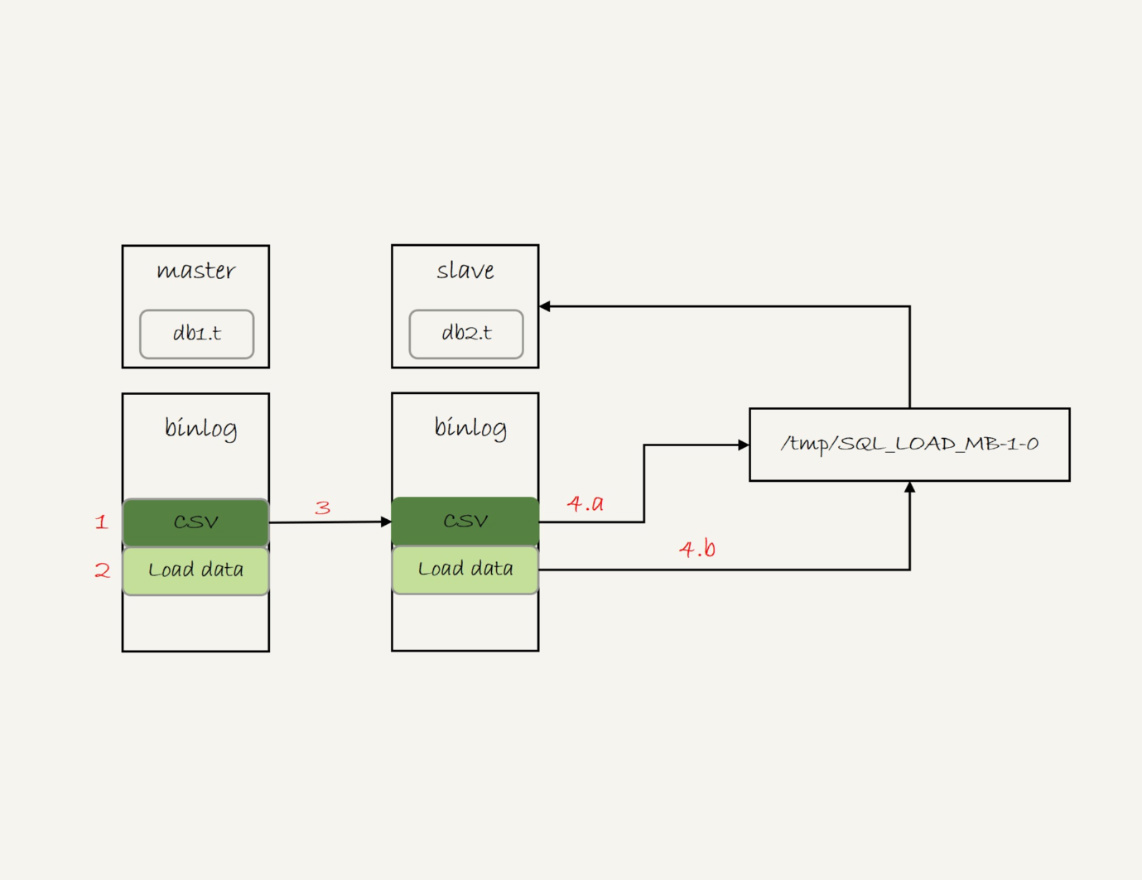 master
db1.t
slave
db2.t
binlog
binlog
1
CSV
3
CSV
4.a
2
Load data
Load data
4.b
/tmp/SQL_LOAD_MB-1-0